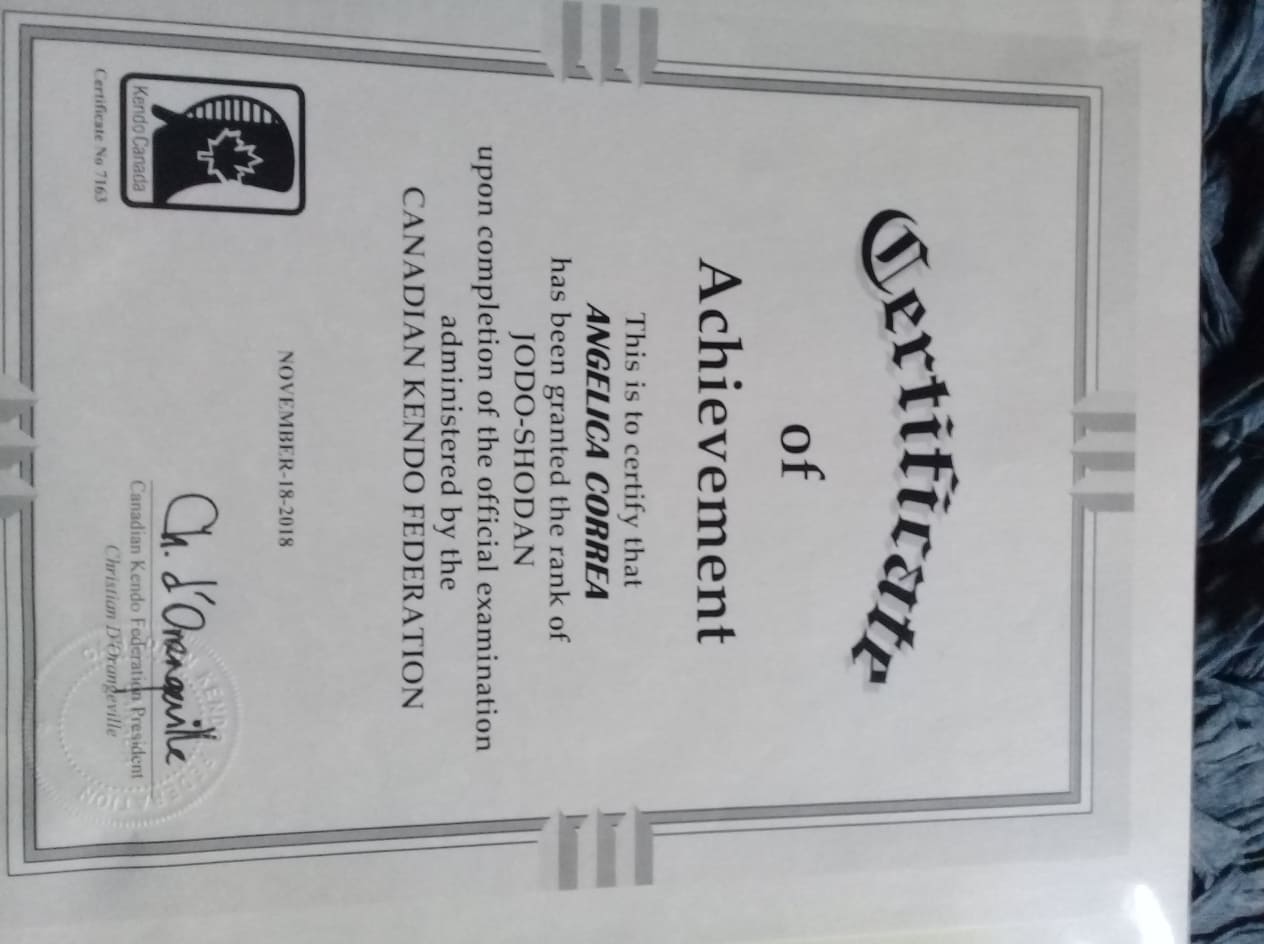 Certificate
of
Achievement
This is to certify that
ANGELICA CORREA
has been granted the rank of
JODO-SHODAN
upon completion of the official examination
administered by the
CANADIAN KENDO FEDERATION
NOVEMBER-18-2018
Kendo Canada
Certificate No 7163
Ch. d'Orangeville
Canadian Kendo Federation President
Christian D'Orangeville